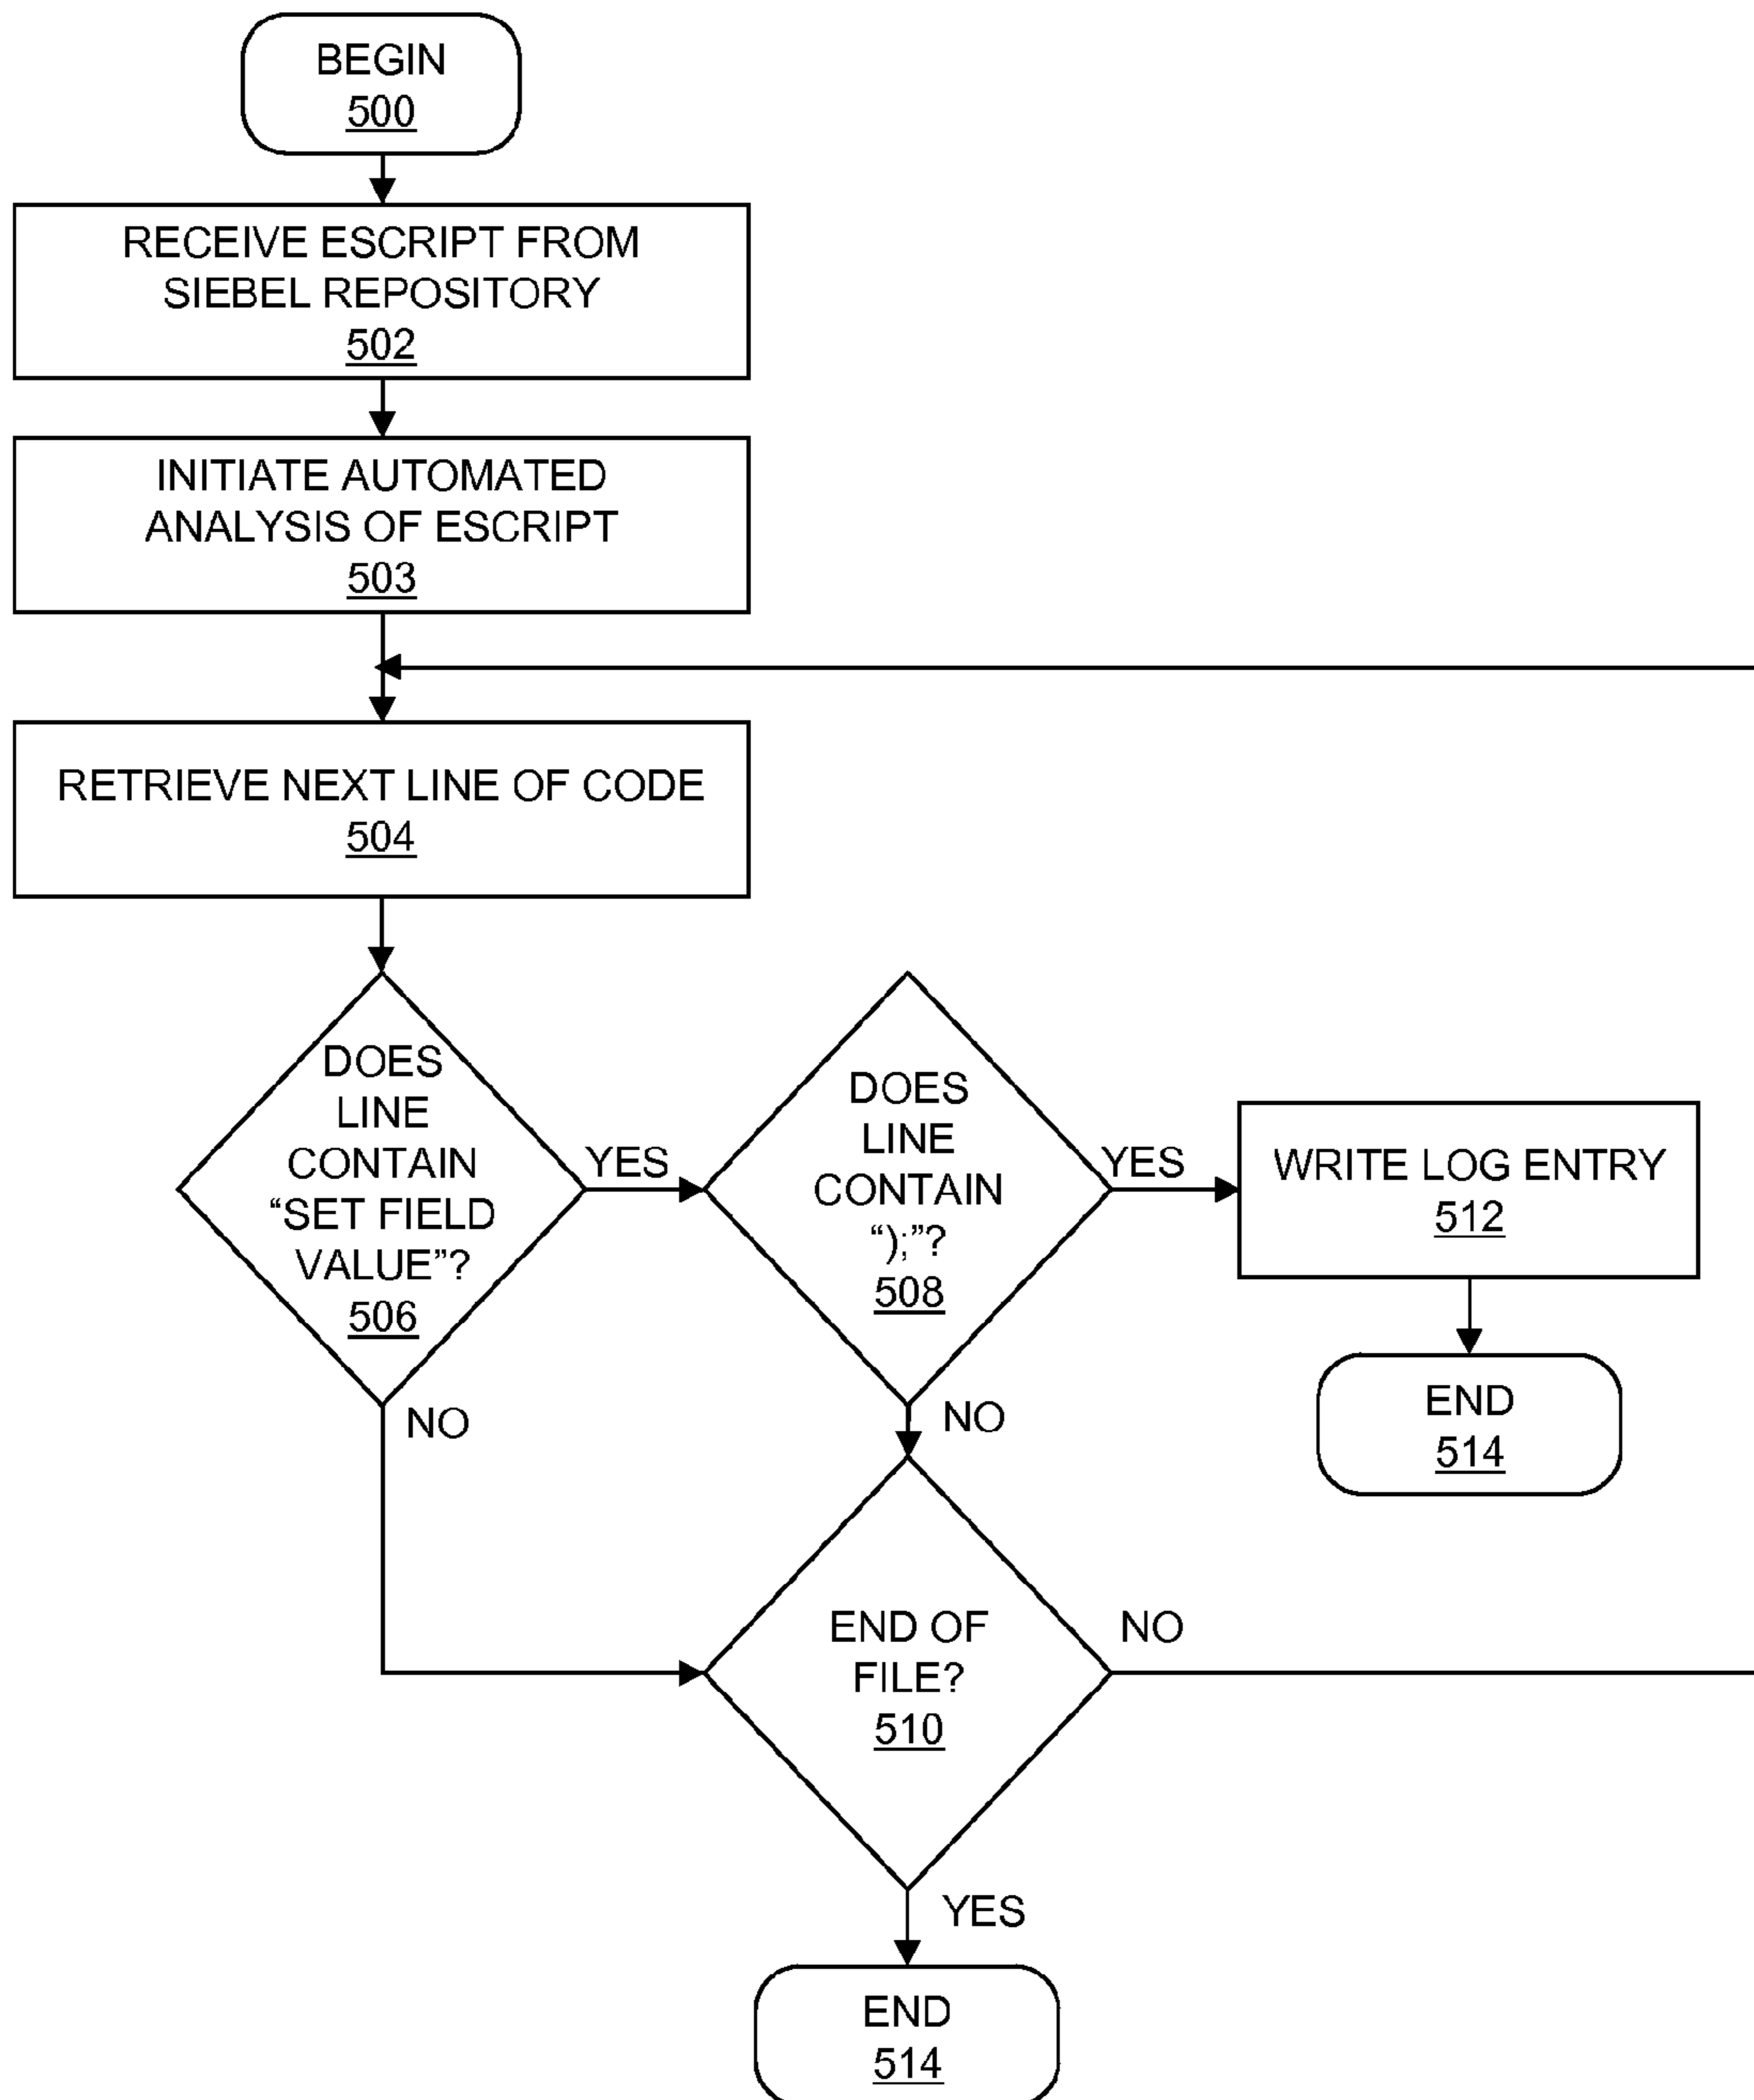 BEGIN
500
RECEIVE ESCRIPT FROM
SIEBEL REPOSITORY
502
INITIATE AUTOMATED
ANALYSIS OF ESCRIPT
503
RETRIEVE NEXT LINE OF CODE
504
DOES
LINE
CONTAIN
“SET FIELD
VALUE”?
506
YES
NO
DOES
LINE
CONTAIN
“);”?
508
YES
NO
WRITE LOG ENTRY
512
END
514
END OF
FILE?
510
NO
YES
END
514